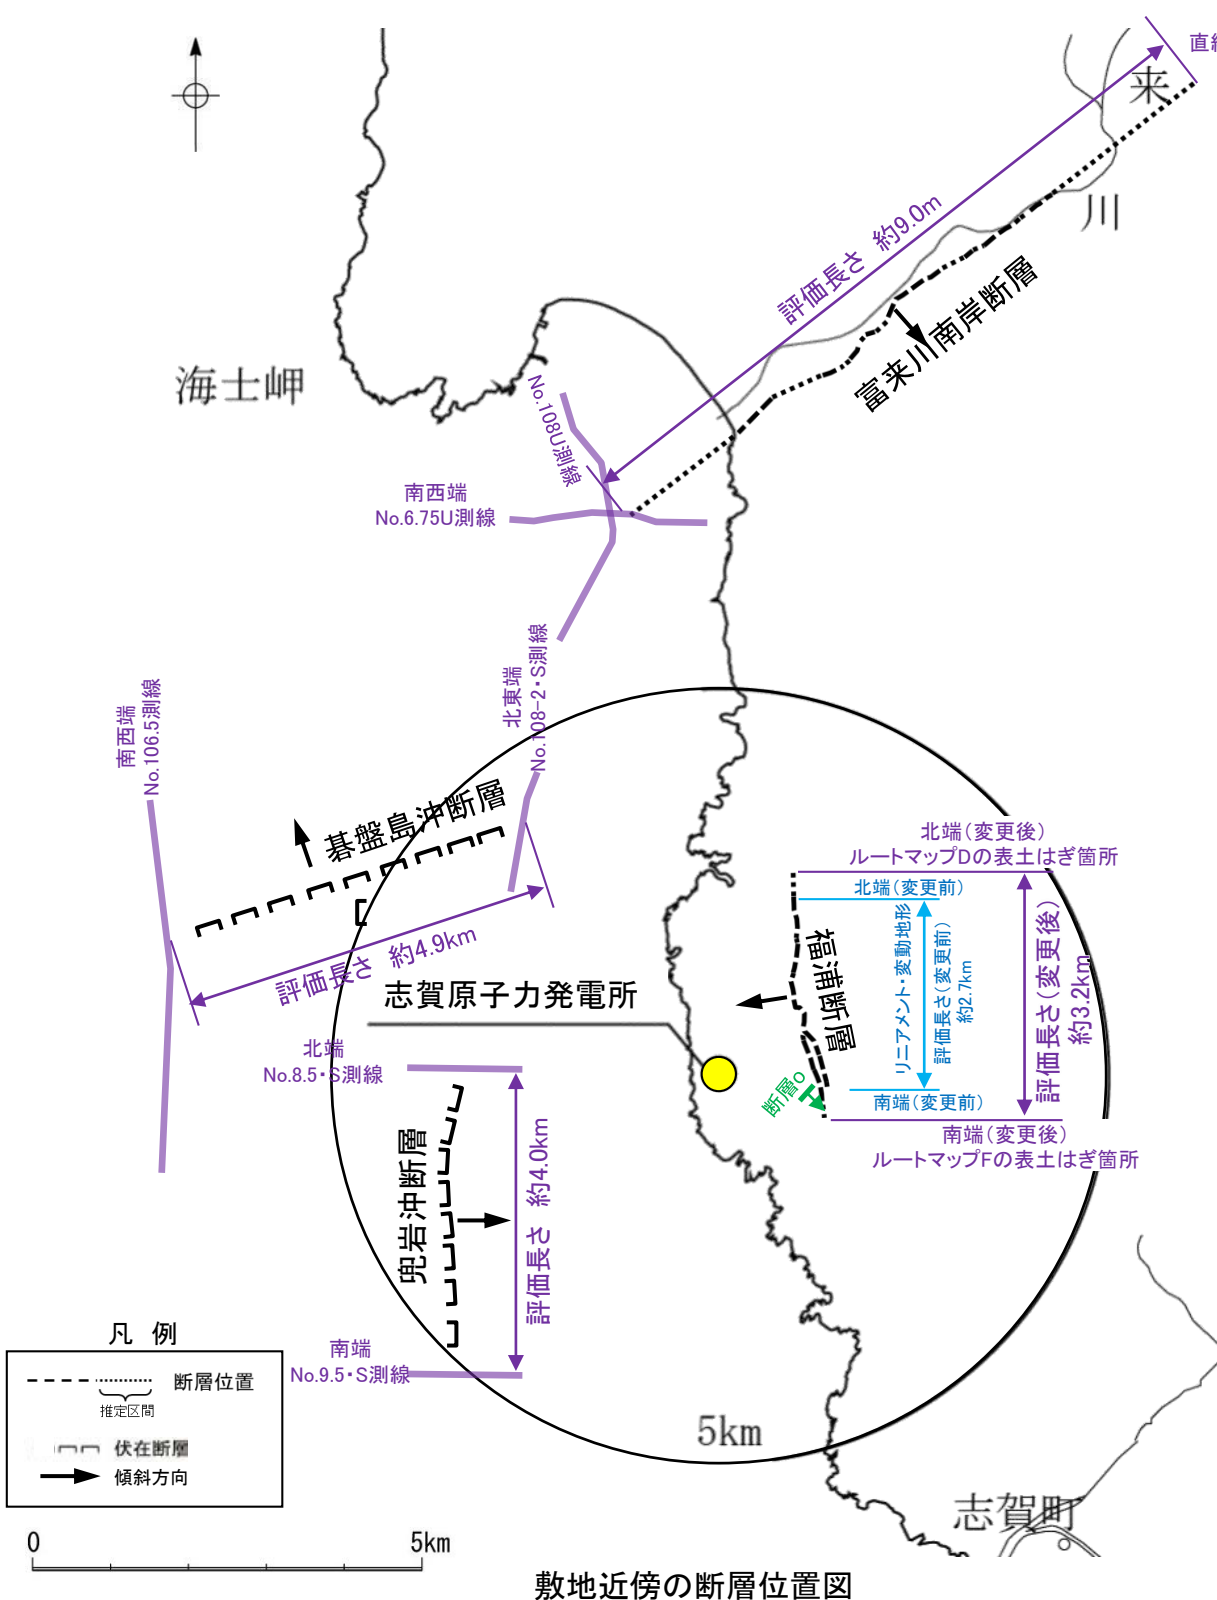 直線
来
川
評価長さ 約9.0m
富来川南岸断層
海士岬
No.108U測線
南西端
No.6.75U測線
北東端
No.108-2・S測線
南西端
No.106.5測線
碁盤島沖断層
評価長さ 約4.9km
北端(変更後)
ルートマップDの表土はぎ箇所
北端(変更前)
リニアメント・変動地形
評価長さ(変更前)
約2.7km
評価長さ(変更後)
約3.2km
福浦断層
志賀原子力発電所
断層o
南端(変更前)
南端(変更後)
ルートマップFの表土はぎ箇所
北端
No.8.5・S測線
兜岩沖断層
評価長さ 約4.0km
南端
No.9.5・S測線
5km
志賀町
凡 例
断層位置
推定区間
伏在断層
傾斜方向
0 5km
敷地近傍の断層位置図